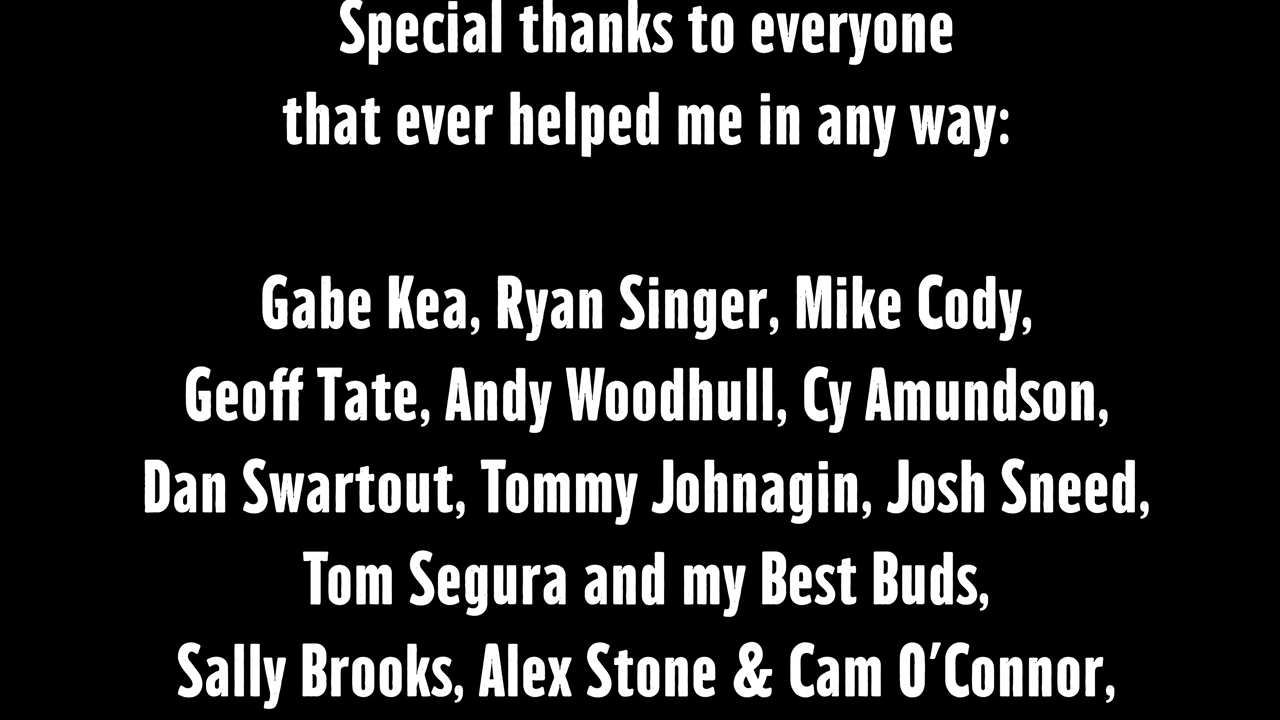 Special thanks to everyone
that ever helped me in any way:
Gabe Kea, Ryan Singer, Mike Cody,
Geoff Tate, Andy Woodhull, Cy Amundson,
Dan Swartout, Tommy Johnagin, Josh Sneed,
Tom Segura and my Best Buds,
Sally Brooks, Alex Stone & Cam O'Connor,